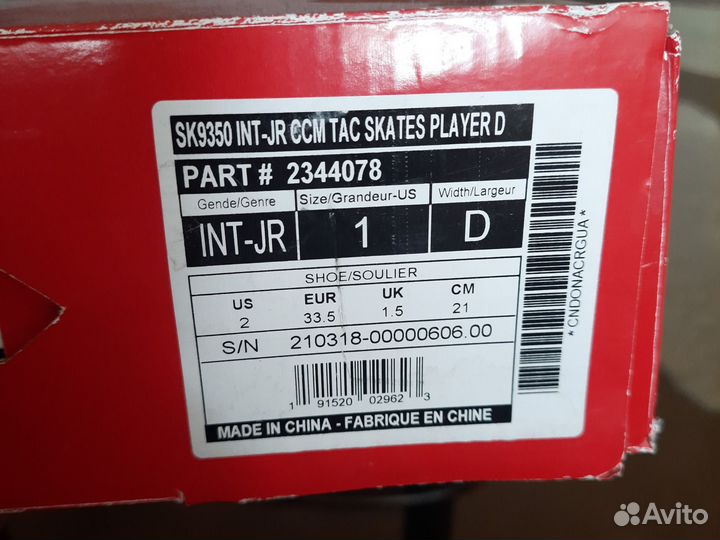 SK9350 INT-JR CCM TAC SKATES PLAYER D
PART # 2344078
Gende/Genre Size/Grandeur-US Width/Largeur
INT-JR 1 D
SHOE/SOULIER
US EUR UK CM
2 33.5 1.5 21
S/N 210318-00000606.00
1 91520 02962 3
MADE IN CHINA - FABRIQUE EN CHINE
*CNDONACRGUA*
Avito